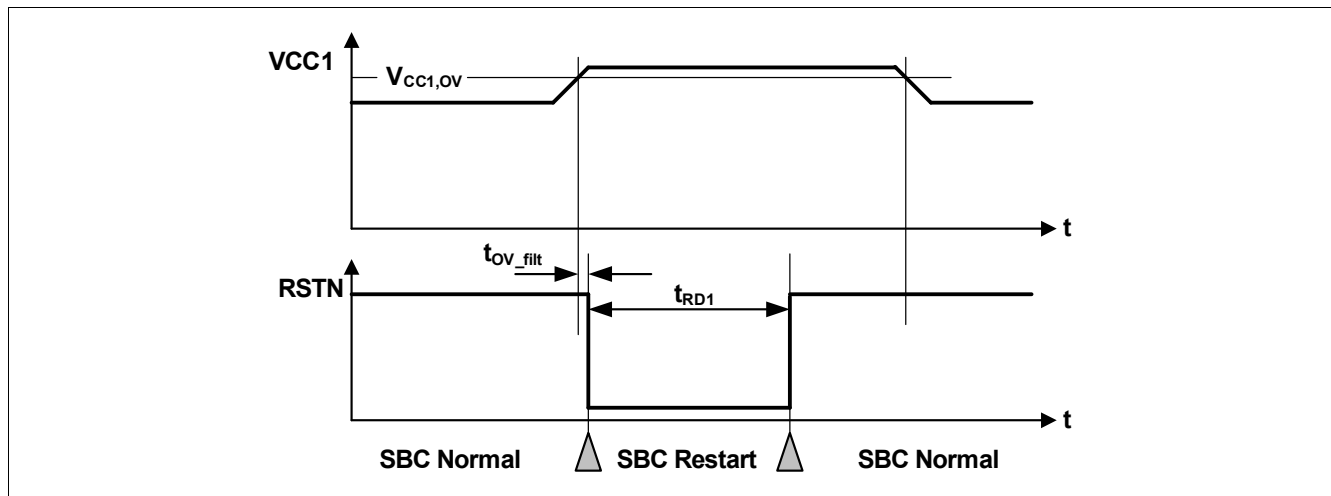 VCC1
VCC1,OV
t
tOV_filt
RSTN
tRD1
t
SBC Normal
SBC Restart
SBC Normal